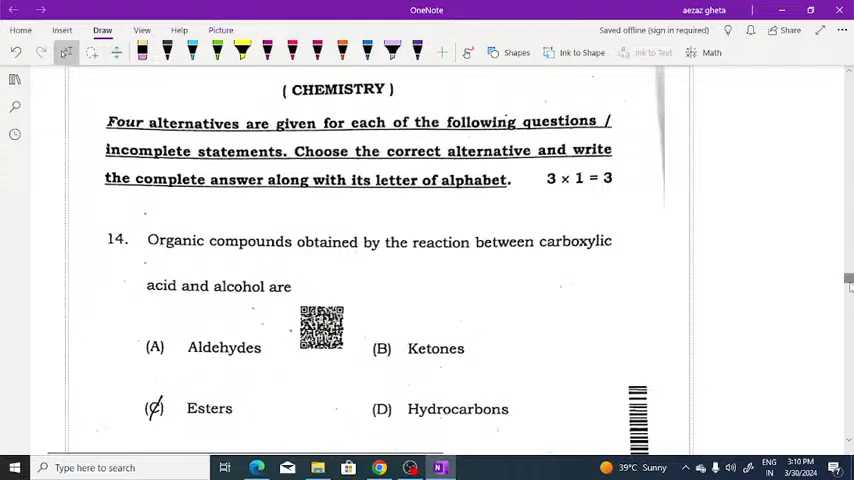 OneNote
aezaz gheta
Home Insert Draw View Help Picture
Saved offline (sign in required)
Share
Shapes Ink to Shape Ink to Text Math
( CHEMISTRY )
Four alternatives are given for each of the following questions /
incomplete statements. Choose the correct alternative and write
the complete answer along with its letter of alphabet. 3 × 1 = 3
14. Organic compounds obtained by the reaction between carboxylic
acid and alcohol are
(A) Aldehydes (B) Ketones
(C) Esters (D) Hydrocarbons
Type here to search
39°C Sunny
ENG
IN
3:10 PM
3/30/2024
7